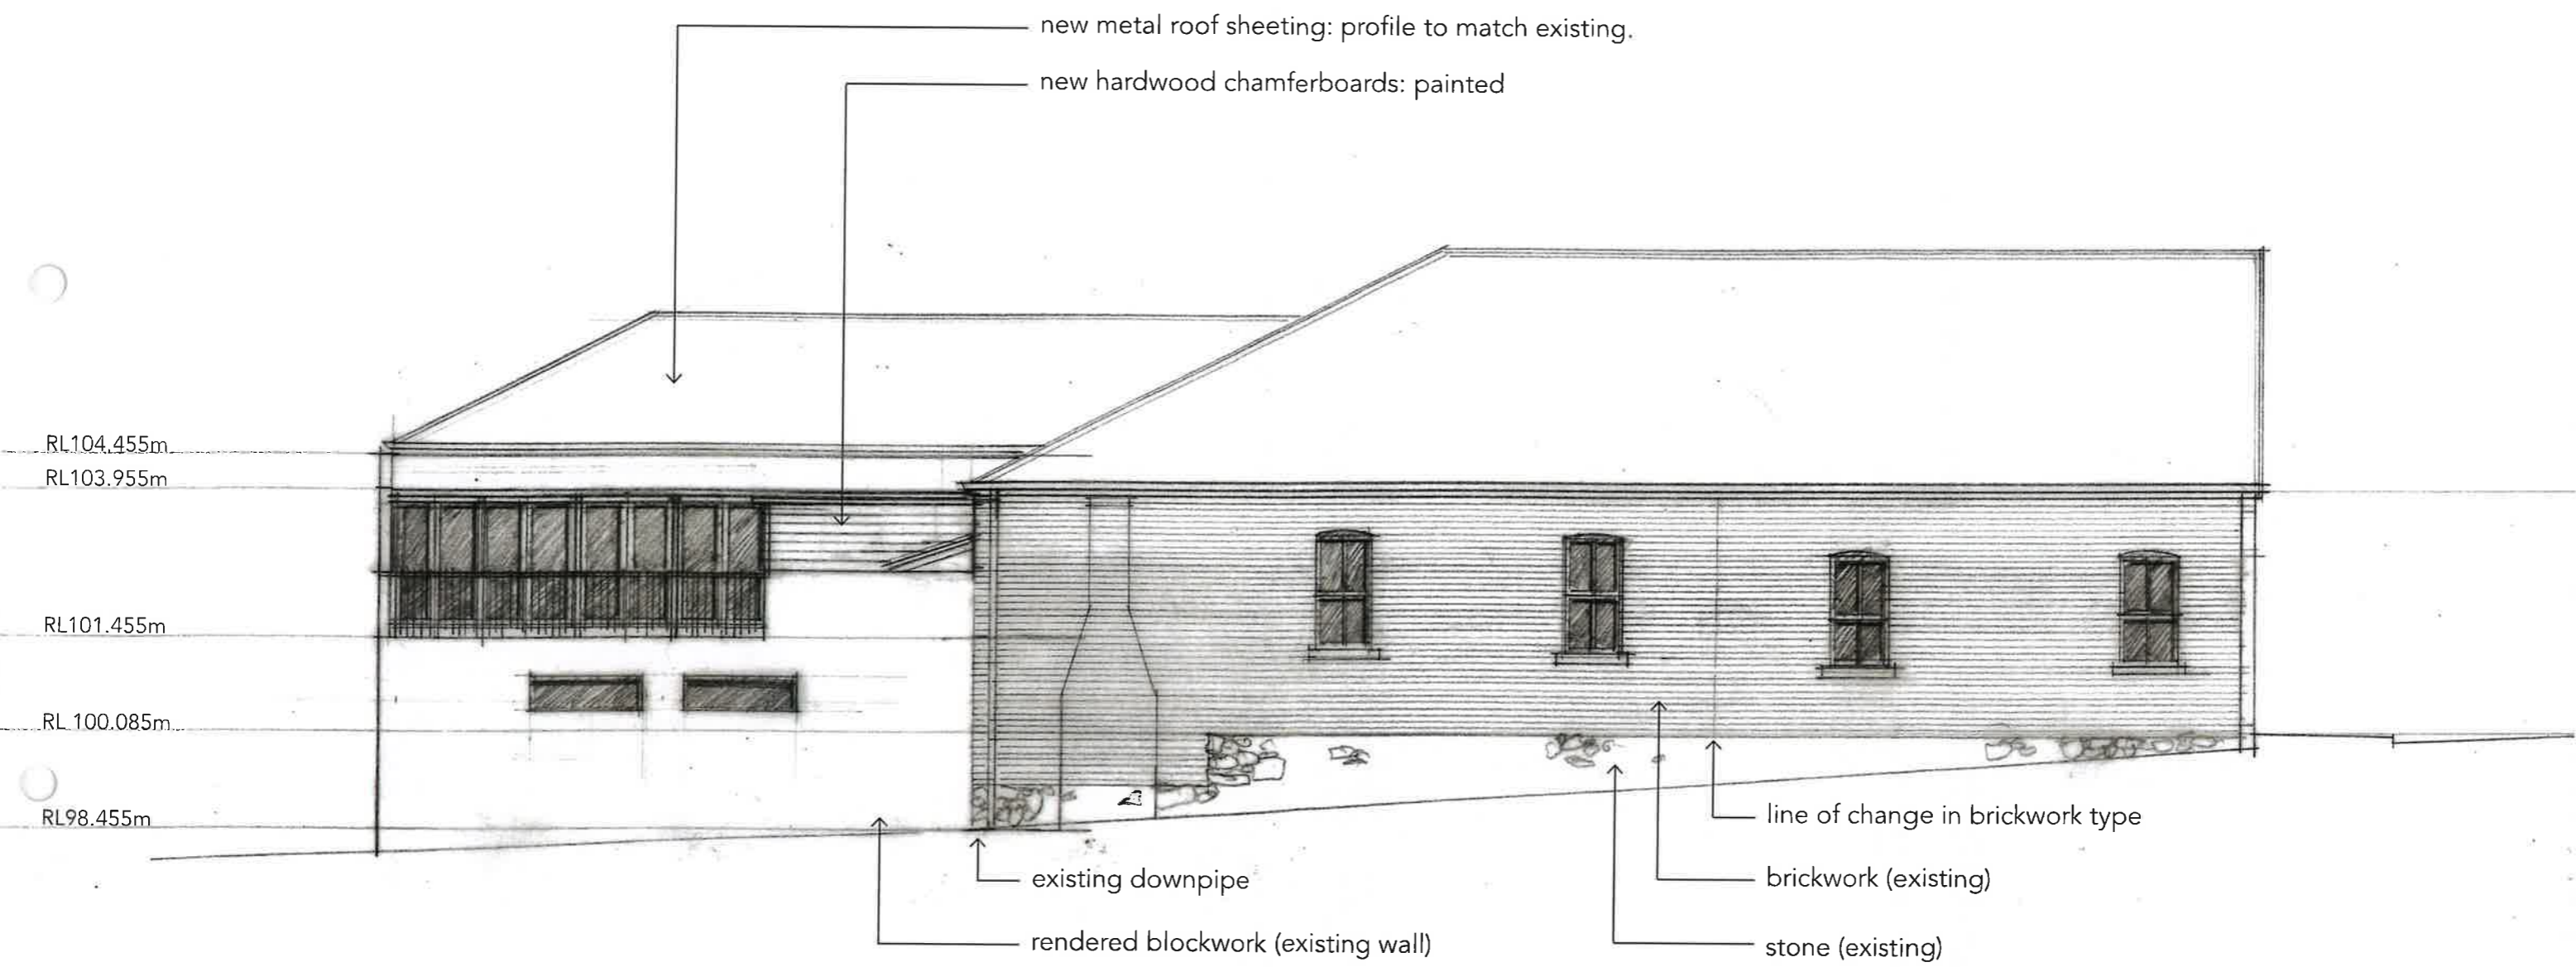 new metal roof sheeting: profile to match existing.
new hardwood chamferboards: painted
RL104.455m
RL103.955m
RL101.455m
RL 100.085m
RL98.455m
line of change in brickwork type
existing downpipe
brickwork (existing)
rendered blockwork (existing wall)
stone (existing)